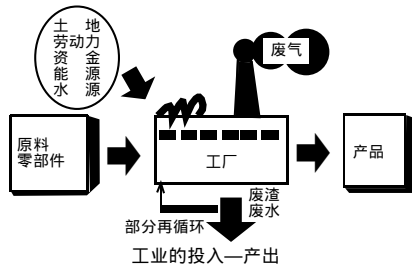 土地
劳动力
资金
能源
水源
废气
原料
零部件
工厂
产品
废渣
废水
部分再循环
工业的投入—产出